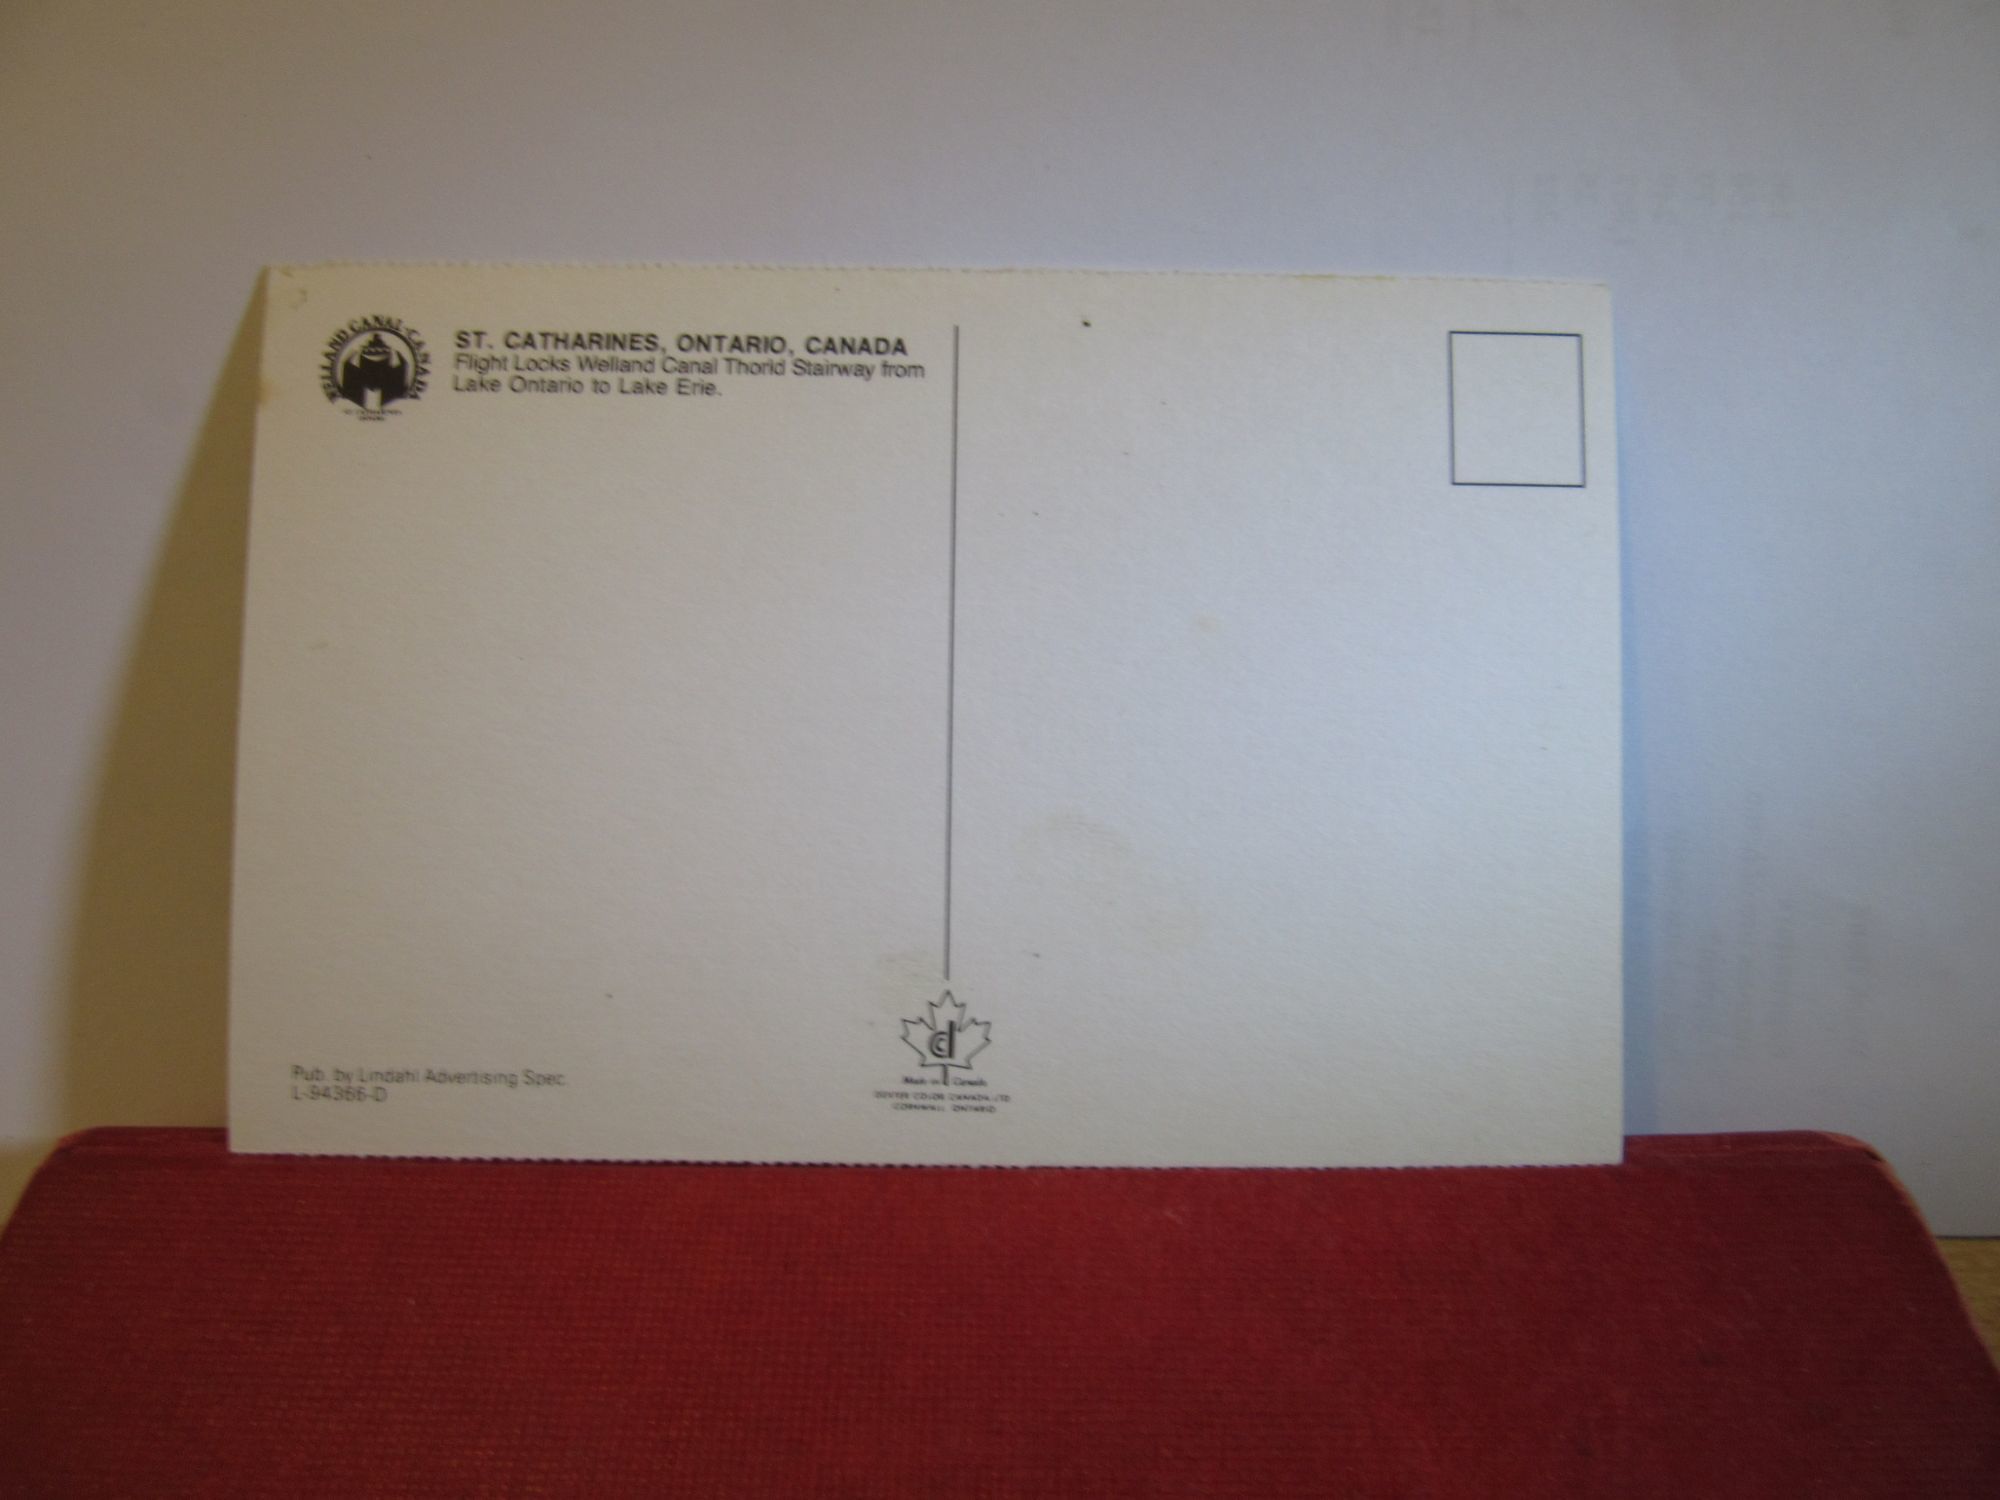 WELLAND CANAL CANADA
ST. CATHARINES, ONTARIO, CANADA
Flight Locks Welland Canal Thorld Stairway from
Lake Ontario to Lake Erie.
Pub. by Lindahl Advertising Spec.
L-94366-D
cd
Made in Canada
DEXTER COLOR CANADA LTD
CORNWALL ONTARIO